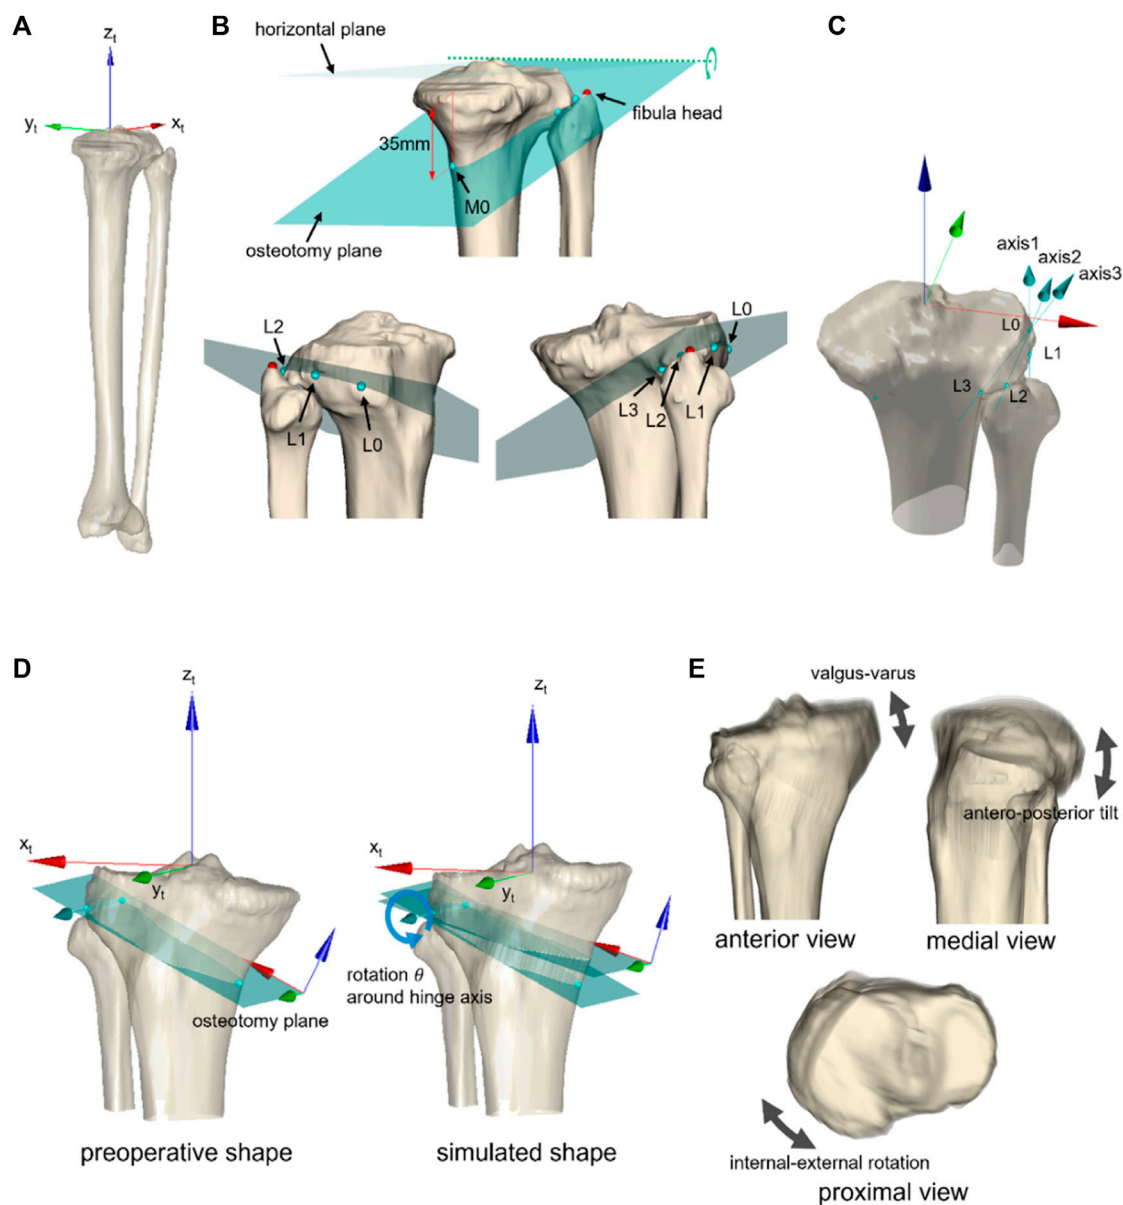 A
B
C
z_t
y_t
x_t
horizontal plane
fibula head
35mm
M0
osteotomy plane
L2
L1
L0
L0
L3
L2
L1
axis1
axis2
axis3
L0
L1
L3
L2
D
E
z_t
x_t
y_t
osteotomy plane
preoperative shape
z_t
x_t
y_t
rotation θ
around hinge axis
simulated shape
valgus-varus
antero-posterior tilt
anterior view
medial view
internal-external rotation
proximal view